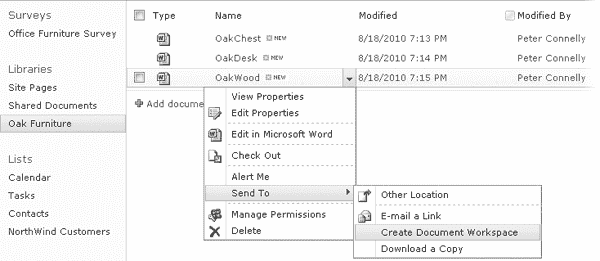 Surveys
Office Furniture Survey
Libraries
Site Pages
Shared Documents
Oak Furniture
Lists
Calendar
Tasks
Contacts
NorthWind Customers
Type Name Modified Modified By
OakChest NEW 8/18/2010 7:13 PM Peter Connelly
OakDesk NEW 8/18/2010 7:14 PM Peter Connelly
OakWood NEW 8/18/2010 7:15 PM Peter Connelly
Add docume
View Properties
Edit Properties
Edit in Microsoft Word
Check Out
Alert Me
Send To
Manage Permissions
Delete
Other Location
E-mail a Link
Create Document Workspace
Download a Copy